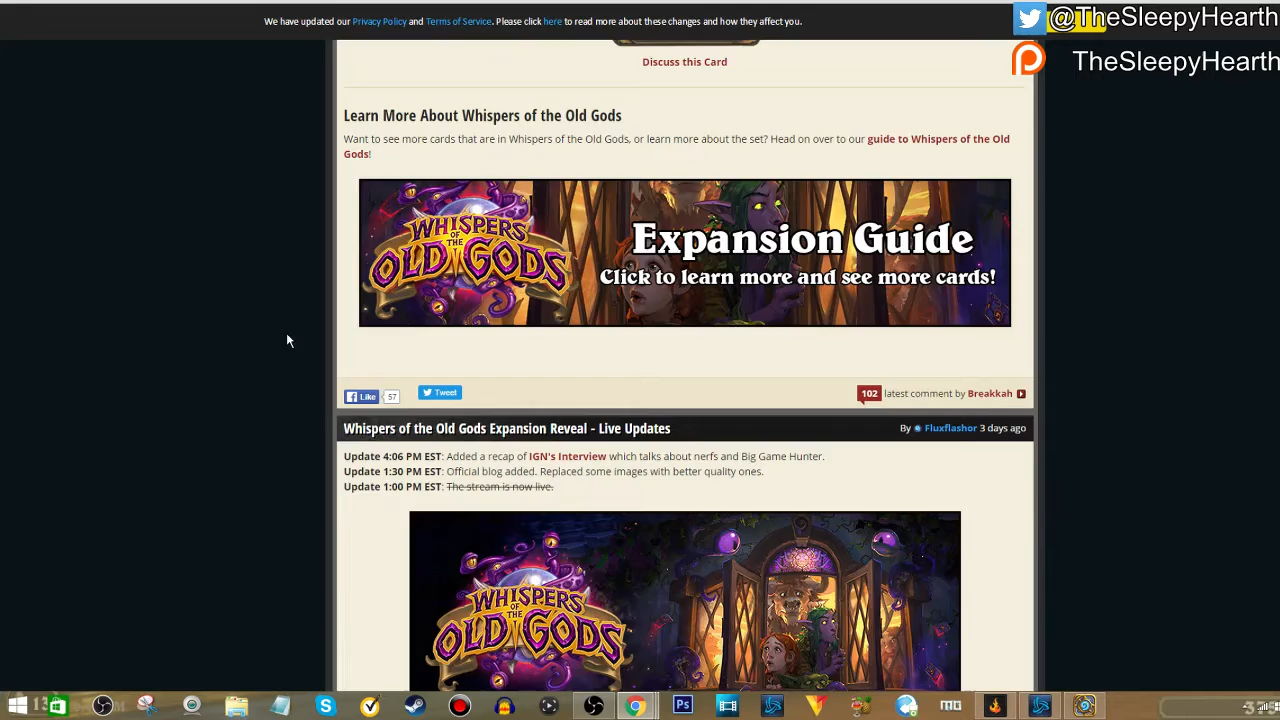 We have updated our Privacy Policy and Terms of Service. Please click here to read more about these changes and how they affect you.
@TheSleepyHearth
TheSleepyHearth
Discuss this Card
Learn More About Whispers of the Old Gods
Want to see more cards that are in Whispers of the Old Gods, or learn more about the set? Head on over to our guide to Whispers of the Old
Gods!
WHISPERS
OF THE
OLD GODS
Expansion Guide
Click to learn more and see more cards!
Like 57
Tweet
102 latest comment by Breakkah
Whispers of the Old Gods Expansion Reveal - Live Updates
By Fluxflashor 3 days ago
Update 4:06 PM EST: Added a recap of IGN's Interview which talks about nerfs and Big Game Hunter.
Update 1:30 PM EST: Official blog added. Replaced some images with better quality ones.
Update 1:00 PM EST: The stream is now live.
WHISPERS
OF THE
OLD GODS
Ps